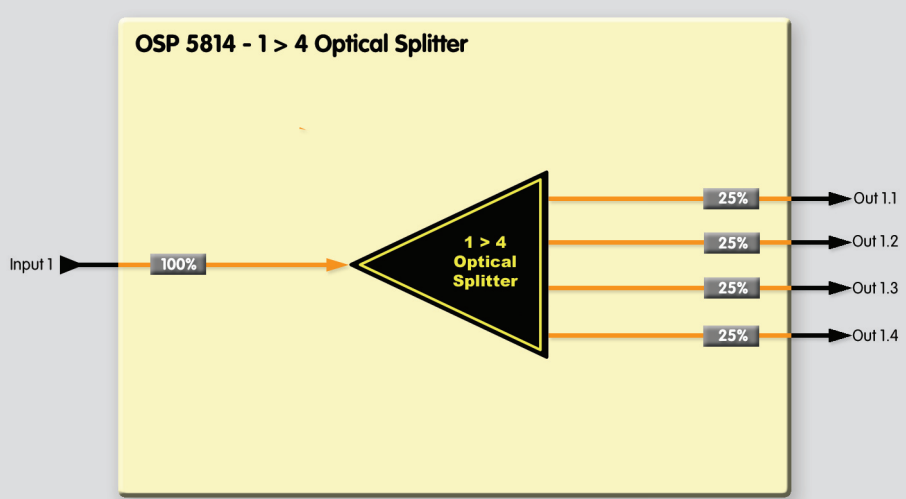 OSP 5814 - 1 > 4 Optical Splitter
25% Out 1.1
1 > 4
Optical
Splitter
25% Out 1.2
Input 1 100%
25% Out 1.3
25% Out 1.4